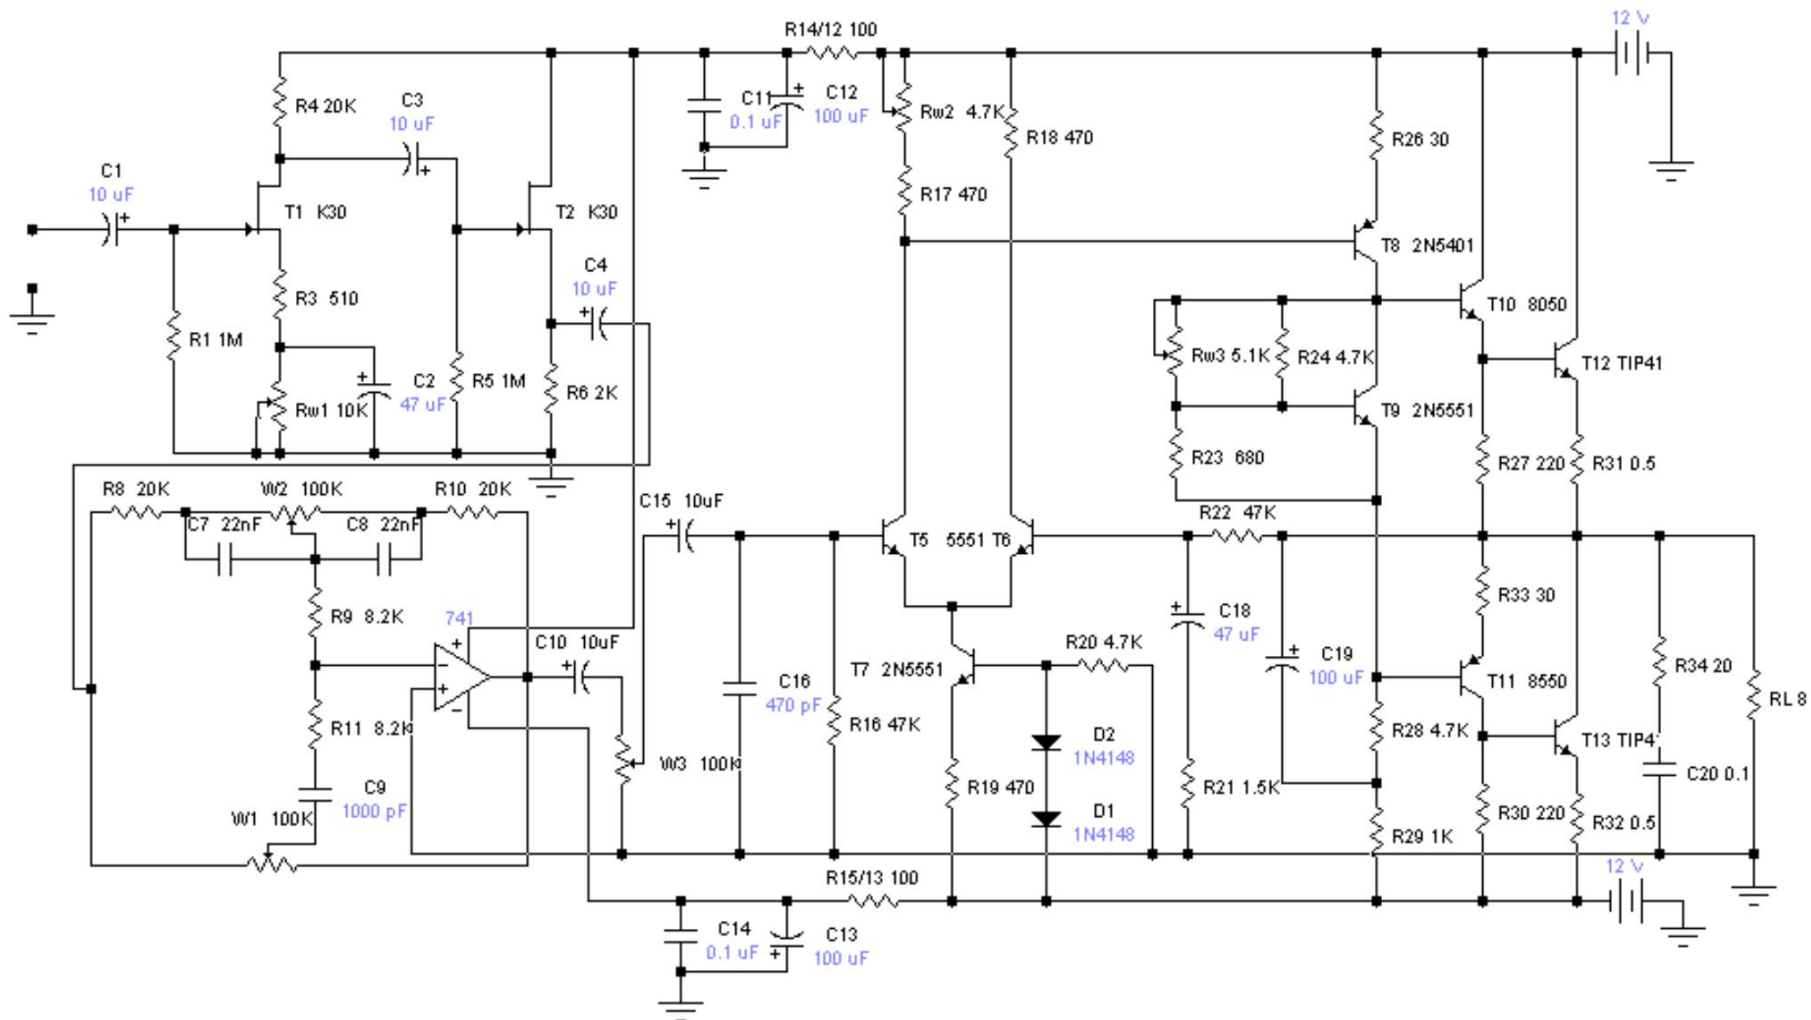 12 V
R14/12 100
R4 20K
C3
10 uF
C11
0.1 uF
C12
100 uF
Rw2 4.7K
R18 470
R26 30
C1
10 uF
T1 K30
T2 K30
R17 470
T8 2N5401
C4
10 uF
R3 510
T10 8050
R1 1M
Rw3 5.1K
R24 4.7K
T12 TIP41
C2
47 uF
R5 1M
R6 2K
Rw1 10K
T9 2N5551
R23 680
R27 220
R31 0.5
R8 20K
W2 100K
R10 20K
C15 10uF
C7 22nF
C8 22nF
R22 47K
T5 5551 T6
R33 30
R9 8.2K
741
C10 10uF
C18
47 uF
R20 4.7K
T7 2N5551
C19
100 uF
R34 20
C16
470 pF
T11 8550
RL 8
R11 8.2K
R16 47K
R28 4.7K
D2
1N4148
T13 TIP4
W3 100K
C20 0.1
C9
1000 pF
R19 470
R21 1.5K
W1 100K
D1
1N4148
R30 220
R32 0.5
R29 1K
12 V
R15/13 100
C14
0.1 uF
C13
100 uF